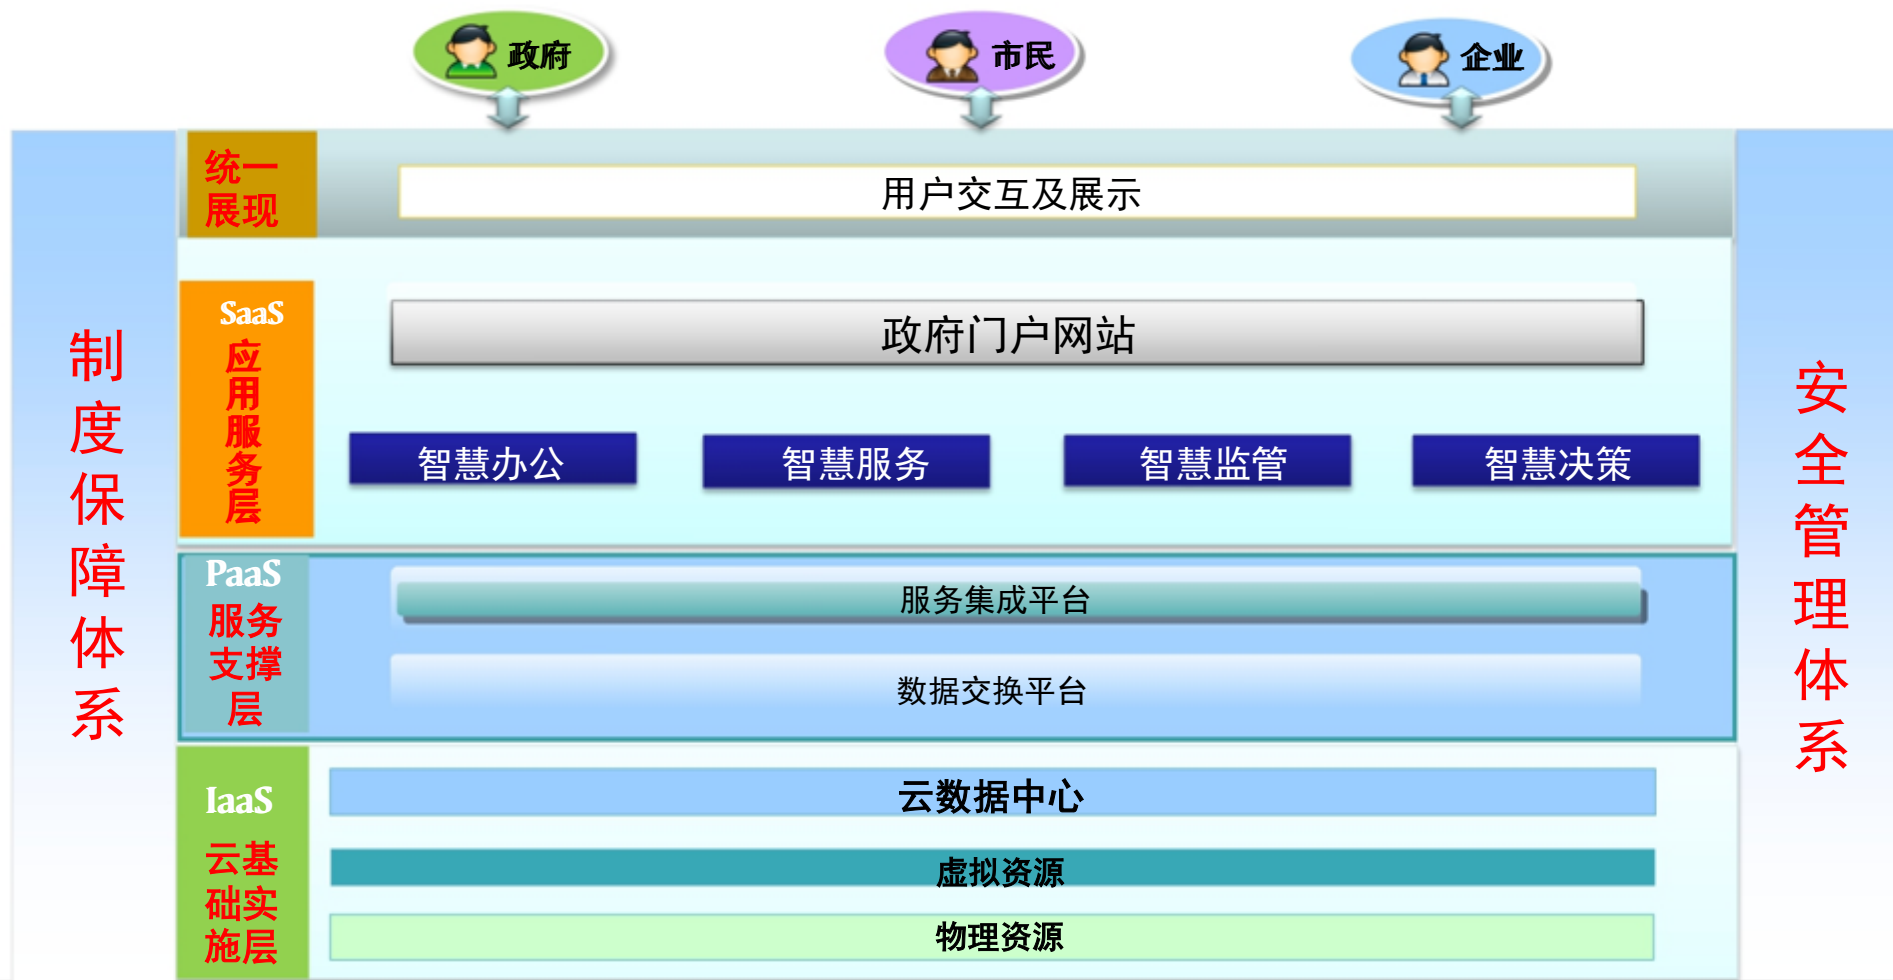 政府
市民
企业
统一
展现
用户交互及展示
SaaS
应
用
服
务
层
政府门户网站
智慧办公
智慧服务
智慧监管
智慧决策
PaaS
服务
支撑
层
服务集成平台
数据交换平台
IaaS
云基
础实
施层
云数据中心
虚拟资源
物理资源
制
度
保
障
体
系
安
全
管
理
体
系